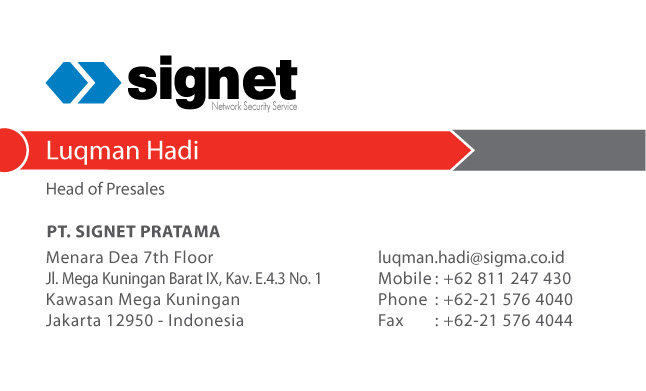 signet
Network Security Service
Luqman Hadi
Head of Presales
PT. SIGNET PRATAMA
Menara Dea 7th Floor
Jl. Mega Kuningan Barat IX, Kav. E.4.3 No. 1
Kawasan Mega Kuningan
Jakarta 12950 - Indonesia
luqman.hadi@sigma.co.id
Mobile : +62 811 247 430
Phone : +62-21 576 4040
Fax : +62-21 576 4044